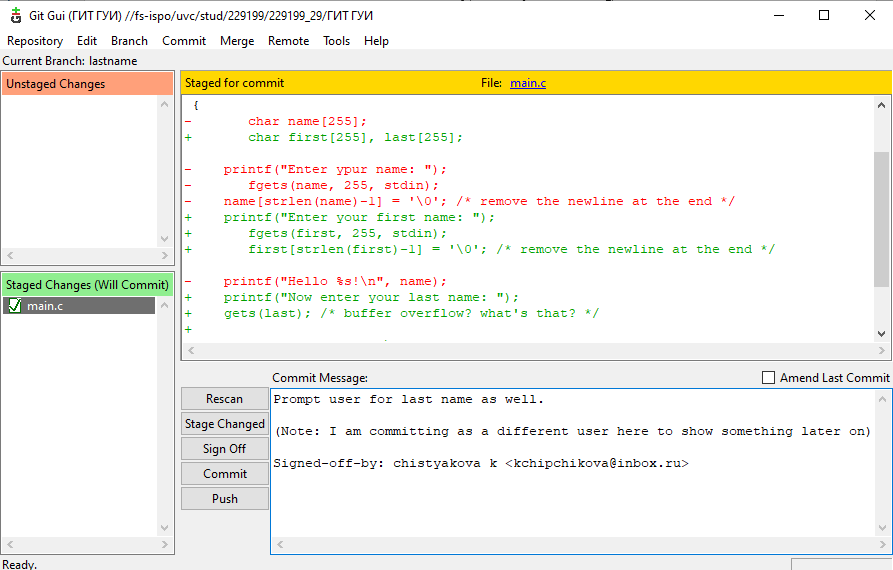 Git Gui (ГИТ ГУИ) //fs-ispo/uvc/stud/229199/229199_29/ГИТ ГУИ
Repository Edit Branch Commit Merge Remote Tools Help
Current Branch: lastname
Unstaged Changes
Staged Changes (Will Commit)
main.c
Staged for commit File: main.c
{
- char name[255];
+ char first[255], last[255];
- printf("Enter ypur name: ");
- fgets(name, 255, stdin);
- name[strlen(name)-1] = '\0'; /* remove the newline at the end */
+ printf("Enter your first name: ");
+ fgets(first, 255, stdin);
+ first[strlen(first)-1] = '\0'; /* remove the newline at the end */
- printf("Hello %s!\n", name);
+ printf("Now enter your last name: ");
+ gets(last); /* buffer overflow? what's that? */
+
Commit Message: Amend Last Commit
Rescan
Stage Changed
Sign Off
Commit
Push
Prompt user for last name as well.
(Note: I am committing as a different user here to show something later on)
Signed-off-by: chistyakova k <kchipchikova@inbox.ru>
Ready.